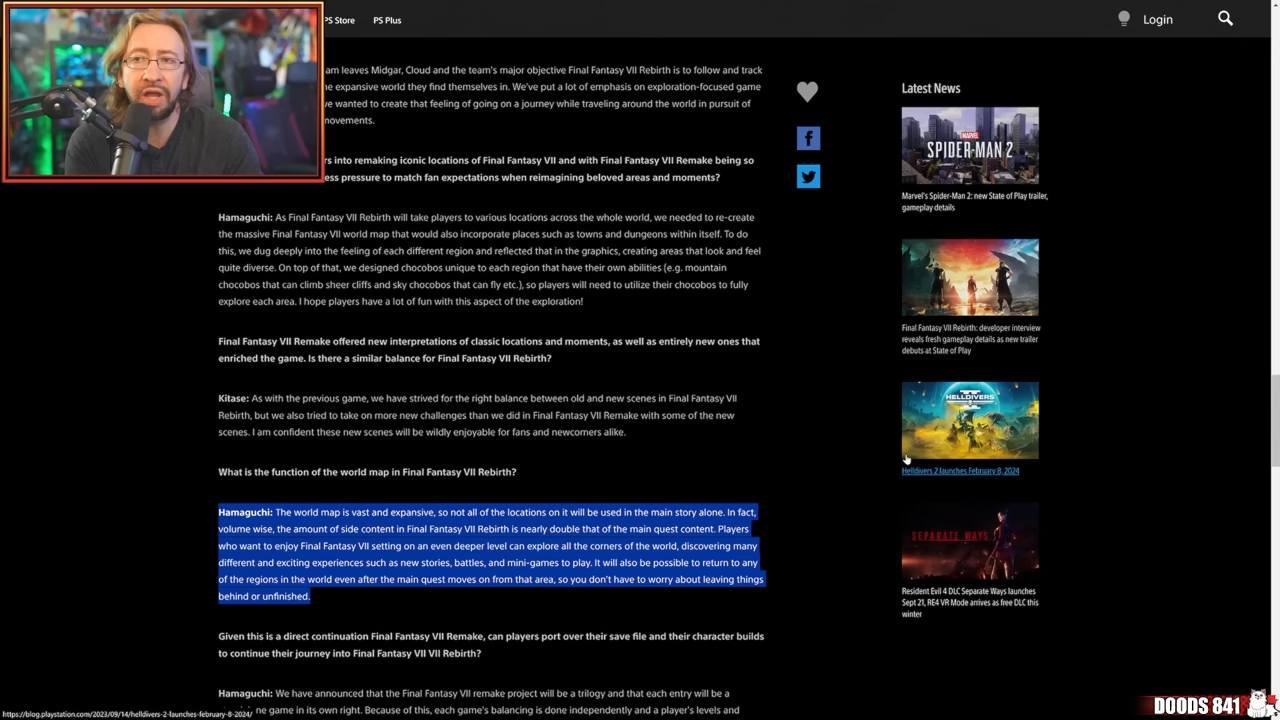 PS Store PS Plus
Login
am leaves Midgar, Cloud and the team's major objective Final Fantasy VII Rebirth is to follow and track
e expansive world they find themselves in. We've put a lot of emphasis on exploration-focused game
we wanted to create that feeling of going on a journey while traveling around the world in pursuit of
movements.
rs into remaking iconic locations of Final Fantasy VII and with Final Fantasy VII Remake being so
ess pressure to match fan expectations when reimagining beloved areas and moments?
Hamaguchi: As Final Fantasy VII Rebirth will take players to various locations across the whole world, we needed to re-create
the massive Final Fantasy VII world map that would also incorporate places such as towns and dungeons within itself. To do
this, we dug deeply into the feeling of each different region and reflected that in the graphics, creating areas that look and feel
quite diverse. On top of that, we designed chocobos unique to each region that have their own abilities (e.g. mountain
chocobos that can climb sheer cliffs and sky chocobos that can fly etc.), so players will need to utilize their chocobos to fully
explore each area. I hope players have a lot of fun with this aspect of the exploration!
Final Fantasy VII Remake offered new interpretations of classic locations and moments, as well as entirely new ones that
enriched the game. Is there a similar balance for Final Fantasy VII Rebirth?
Kitase: As with the previous game, we have strived for the right balance between old and new scenes in Final Fantasy VII
Rebirth, but we also tried to take on more new challenges than we did in Final Fantasy VII Remake with some of the new
scenes. I am confident these new scenes will be wildly enjoyable for fans and newcomers alike.
What is the function of the world map in Final Fantasy VII Rebirth?
Hamaguchi: The world map is vast and expansive, so not all of the locations on it will be used in the main story alone. In fact,
volume wise, the amount of side content in Final Fantasy VII Rebirth is nearly double that of the main quest content. Players
who want to enjoy Final Fantasy VII setting on an even deeper level can explore all the corners of the world, discovering many
different and exciting experiences such as new stories, battles, and mini-games to play. It will also be possible to return to any
of the regions in the world even after the main quest moves on from that area, so you don't have to worry about leaving things
behind or unfinished.
Given this is a direct continuation Final Fantasy VII Remake, can players port over their save file and their character builds
to continue their journey into Final Fantasy VII VII Rebirth?
Hamaguchi: We have announced that the Final Fantasy VII remake project will be a trilogy and that each entry will be a
ne game in its own right. Because of this, each game's balancing is done independently and a player's levels and
https://blog.playstation.com/2023/09/14/helldivers-2-launches-february-8-2024/
Latest News
MARVEL
SPIDER-MAN 2
Marvel's Spider-Man 2: new State of Play trailer,
gameplay details
Final Fantasy VII Rebirth: developer interview
reveals fresh gameplay details as new trailer
debuts at State of Play
HELLDIVERS
Helldivers 2 launches February 8, 2024
SEPARATE WAYS
Resident Evil 4 DLC Separate Ways launches
Sept 21, RE4 VR Mode arrives as free DLC this
winter
DOODS 841